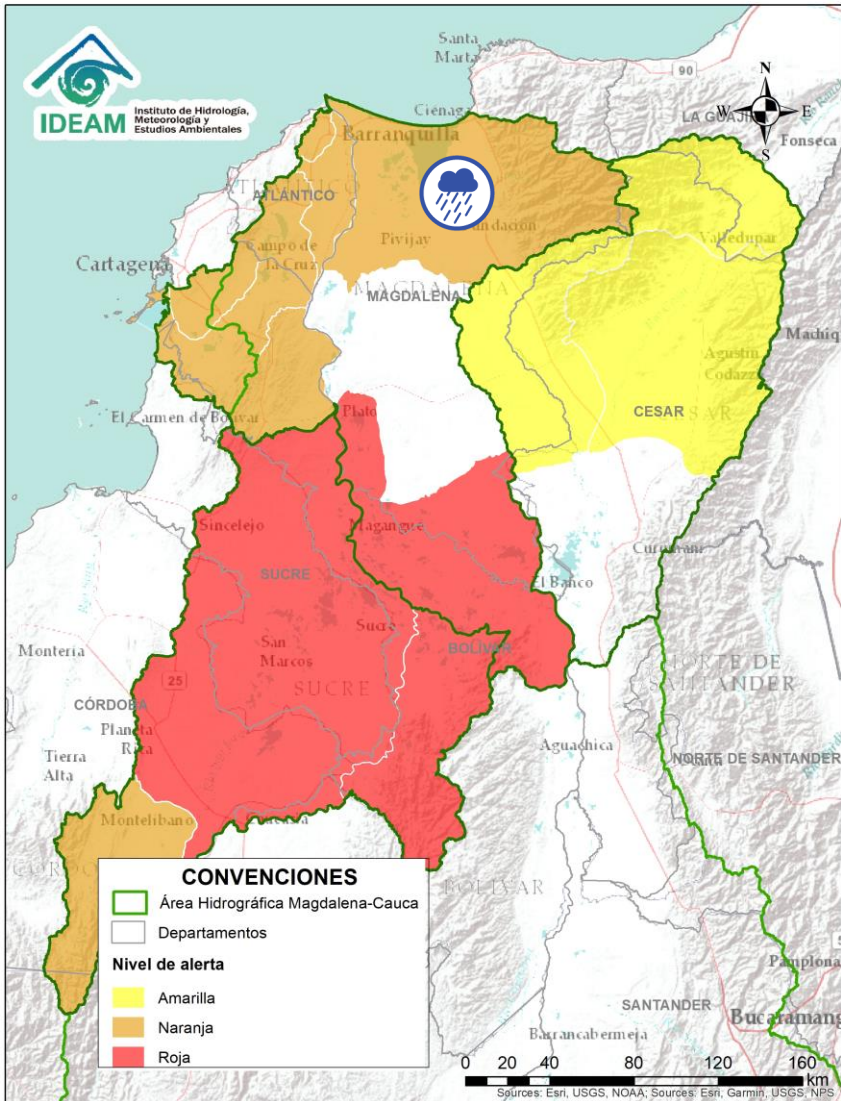 IDEAM
Instituto de Hidrología,
Meteorología y
Estudios Ambientales
Santa
Marta
90
N
W
E
S
LA GUAJIR
Fonseca
Ciénaga
Barranquilla
ATLÁNTICO
Campo de
la Cruz
Pivijay
Cartagena
MAGDALENA
Valledupar
Machiq
Agustín
Codazzi
CESAR
El Carmen de Bolívar
Plato
Sincelejo
Magangue
SUCRE
Curumaní
El Banco
Sucre
Montería
San
Marcos
BOLÍVAR
SUCRE
NORTE DE
SANTANDER
25
CÓRDOBA
Planeta
Rica
Tierra
Alta
Aguachica
NORTE DE SANTANDER
Montelíbano
BOLÍVAR
CONVENCIONES
Área Hidrográfica Magdalena-Cauca
Departamentos
Nivel de alerta
Amarilla
Naranja
Roja
Pamplona
SANTANDER
Bucaramang
Barrancabermeja
0 20 40 80 120 160
km
Sources: Esri, USGS, NOAA; Sources: Esri, Garmin, USGS, NPS